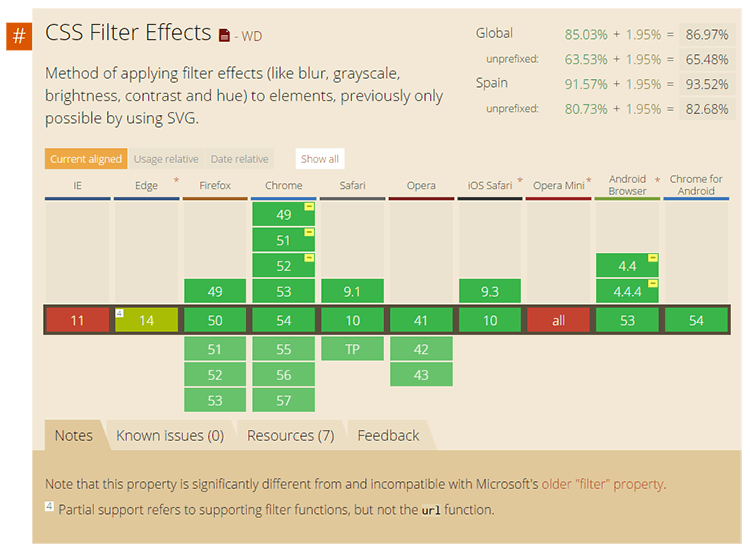 #
CSS Filter Effects - WD
Method of applying filter effects (like blur, grayscale,
brightness, contrast and hue) to elements, previously only
possible by using SVG.
Global 85.03% + 1.95% = 86.97%
unprefixed: 63.53% + 1.95% = 65.48%
Spain 91.57% + 1.95% = 93.52%
unprefixed: 80.73% + 1.95% = 82.68%
Current aligned Usage relative Date relative Show all
IE Edge * Firefox Chrome Safari Opera iOS Safari * Opera Mini * Android Browser * Chrome for Android
49 -
51 -
52 - 4.4 -
49 53 9.1 9.3 4.4.4 -
11 4 14 50 54 10 41 10 all 53 54
51 55 TP 42
52 56 43
53 57
Notes Known issues (0) Resources (7) Feedback
Note that this property is significantly different from and incompatible with Microsoft's older "filter" property.
4 Partial support refers to supporting filter functions, but not the url function.